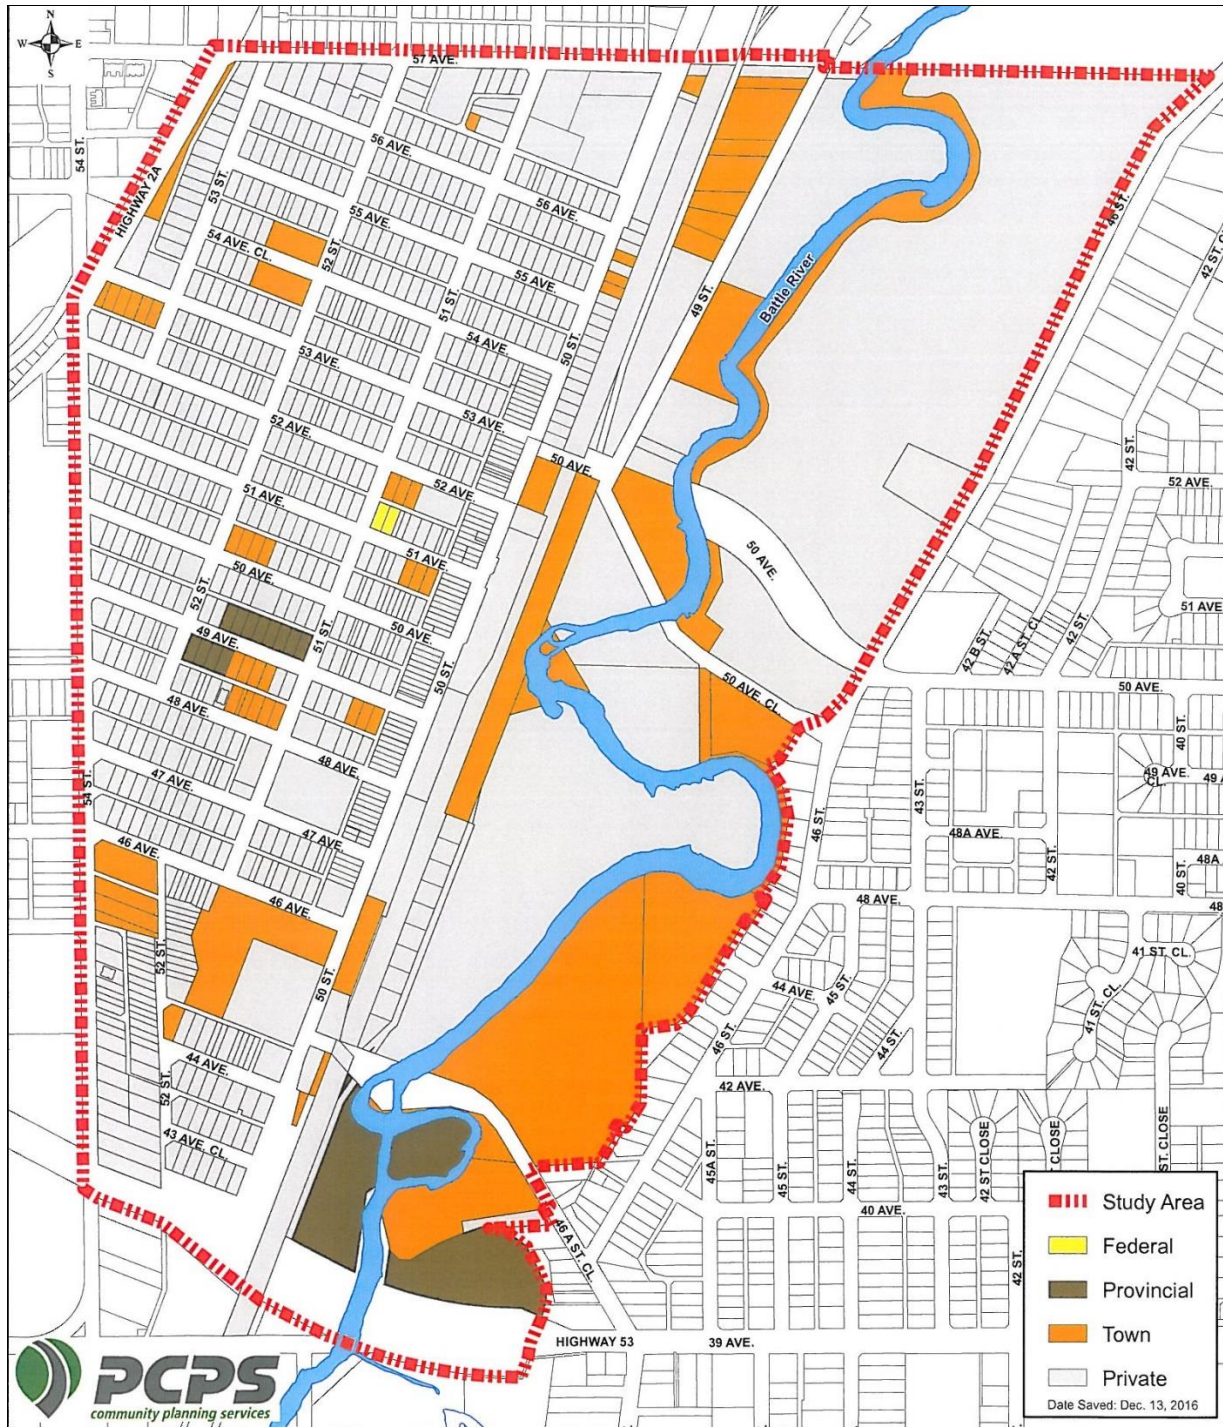 N
W E
S
57 AVE.
54 ST.
HIGHWAY 2A
53 ST.
56 AVE.
56 AVE.
55 AVE.
54 AVE. CL.
52 ST.
55 AVE.
51 ST.
54 AVE.
50 ST.
49 ST.
Battle River
46 ST.
42 ST.
53 AVE.
53 AVE.
52 AVE.
52 AVE.
50 AVE.
42 ST.
52 AVE.
51 AVE.
51 AVE.
50 AVE.
50 AVE.
52 ST.
49 AVE.
51 ST.
50 AVE.
50 ST.
51 AVE
42 B ST.
42 A ST. CL.
42 ST.
48 AVE.
50 AVE. CL.
50 AVE.
48 AVE.
40 ST.
47 AVE.
54 ST.
47 AVE.
46 ST.
43 ST.
49 AVE. CL.
49 A
48A AVE.
42 ST.
48A
40 ST.
46 AVE.
46 AVE.
48 AVE.
48
52 ST.
50 ST.
41 ST. CL.
44 AVE.
45 ST.
41 ST. CL.
46 ST.
44 ST.
44 AVE.
52 ST.
42 AVE.
43 AVE. CL.
45A ST.
45 ST.
44 ST.
43 ST.
42 ST CLOSE
T CLOSE
ST. CLOSE
40 AVE.
46 A ST. CL.
42 ST.
HIGHWAY 53
39 AVE.
Study Area
Federal
Provincial
Town
Private
Date Saved: Dec. 13, 2016
PCPS
community planning services